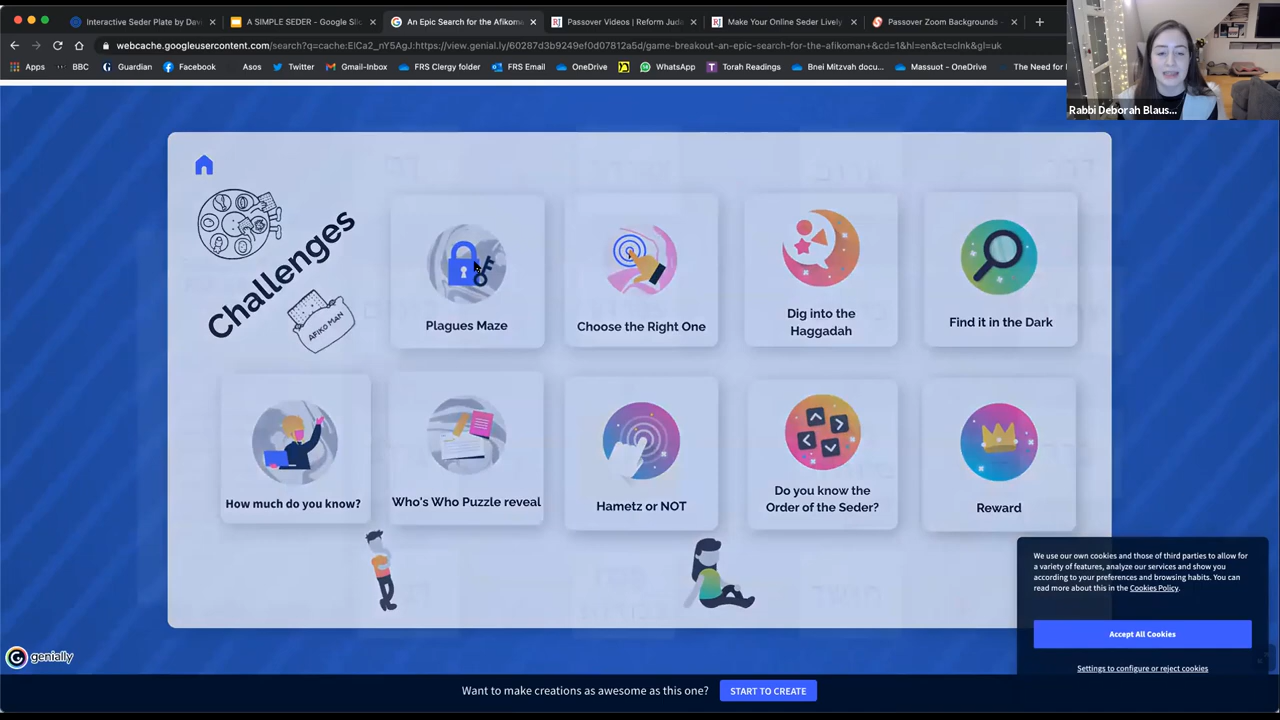 Interactive Seder Plate by Davi
A SIMPLE SEDER - Google Slid
An Epic Search for the Afikoma
Passover Videos | Reform Juda
Make Your Online Seder Lively
Passover Zoom Backgrounds -
webcache.googleusercontent.com/search?q=cache:ElCa2_nY5AgJ:https://view.genial.ly/60287d3b9249ef0d07812a5d/game-breakout-an-epic-search-for-the-afikoman+&cd=1&hl=en&ct=clnk&gl=uk
Apps BBC Guardian Facebook Asos Twitter Gmail-Inbox FRS Clergy folder FRS Email OneDrive WhatsApp Torah Readings Bnei Mitzvah docu... Massuot - OneDrive The Need for
Rabbi Deborah Blaus...
Challenges
AFIKOMAN
Plagues Maze
Choose the Right One
Dig into the
Haggadah
Find it in the Dark
How much do you know?
Who's Who Puzzle reveal
Hametz or NOT
Do you know the
Order of the Seder?
Reward
We use our own cookies and those of third parties to allow for
a variety of features, analyze our services and show you
according to your preferences and browsing habits. You can
read more about this in the Cookies Policy.
Accept All Cookies
Settings to configure or reject cookies
genially
Want to make creations as awesome as this one?
START TO CREATE